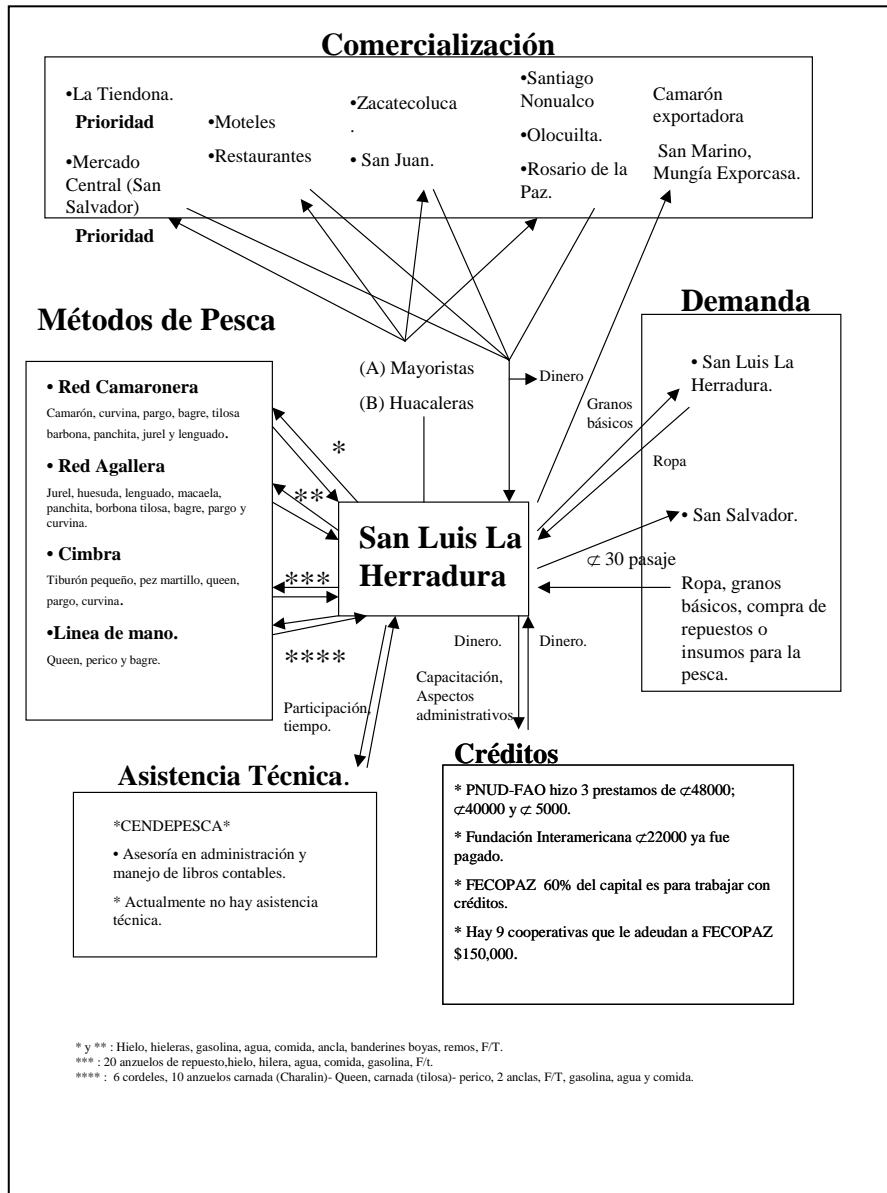 Comercialización
•La Tiendona.
Prioridad
•Mercado
Central (San
Salvador)
Prioridad
•Moteles
•Restaurantes
•Zacatecoluca
.
• San Juan.
•Santiago
Nonualco
•Olocuilta.
•Rosario de la
Paz.
Camarón
exportadora
San Marino,
Mungía Exporcasa.
Métodos de Pesca
• Red Camaronera
Camarón, curvina, pargo, bagre, tilosa
barbona, panchita, jurel y lenguado.
• Red Agallera
Jurel, huesuda, lenguado, macaela,
panchita, borbona tilosa, bagre, pargo y
curvina.
• Cimbra
Tiburón pequeño, pez martillo, queen,
pargo, curvina.
•Linea de mano.
Queen, perico y bagre.
(A) Mayoristas
(B) Huacaleras
Dinero
*
**
***
****
San Luis La
Herradura
Demanda
• San Luis La
Herradura.
• San Salvador.
Ropa, granos
básicos, compra de
repuestos o
insumos para la
pesca.
Granos
básicos
Ropa
⊄ 30 pasaje
Participación,
tiempo.
Dinero.
Dinero.
Capacitación,
Aspectos
administrativos
Asistencia Técnica.
*CENDEPESCA*
• Asesoría en administración y
manejo de libros contables.
* Actualmente no hay asistencia
técnica.
Créditos
* PNUD-FAO hizo 3 prestamos de ⊄48000;
⊄40000 y ⊄ 5000.
* Fundación Interamericana ⊄22000 ya fue
pagado.
* FECOPAZ 60% del capital es para trabajar con
créditos.
* Hay 9 cooperativas que le adeudan a FECOPAZ
$150,000.
* y ** : Hielo, hieleras, gasolina, agua, comida, ancla, banderines boyas, remos, F/T.
*** : 20 anzuelos de repuesto,hielo, hilera, agua, comida, gasolina, F/t.
**** : 6 cordeles, 10 anzuelos carnada (Charalin)- Queen, carnada (tilosa)- perico, 2 anclas, F/T, gasolina, agua y comida.